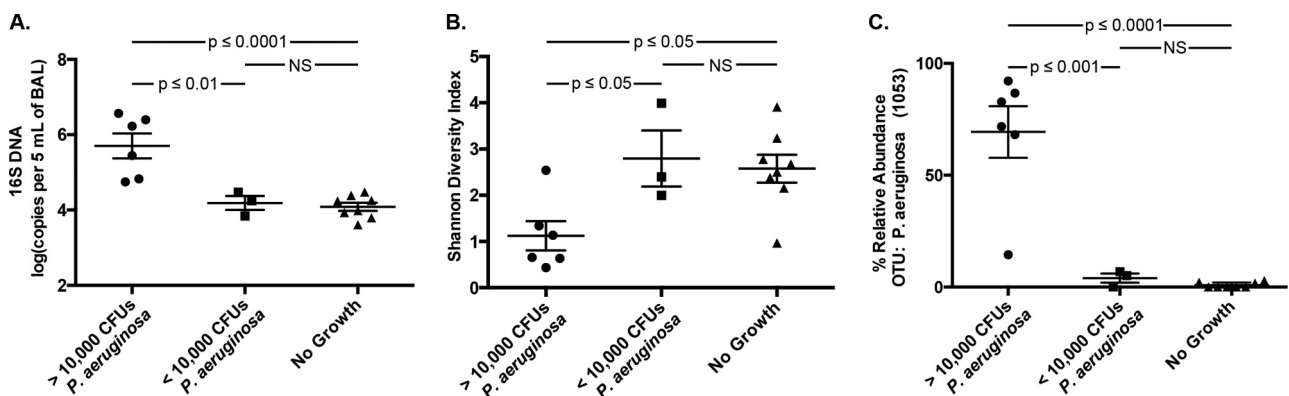 A.
p ≤ 0.0001
NS
p ≤ 0.01
16S DNA
log(copies per 5 mL of BAL)
8
6
4
2
> 10,000 CFUs
P. aeruginosa
< 10,000 CFUs
P. aeruginosa
No Growth
B.
p ≤ 0.05
NS
p ≤ 0.05
Shannon Diversity Index
5
4
3
2
1
0
> 10,000 CFUs
P. aeruginosa
< 10,000 CFUs
P. aeruginosa
No Growth
C.
p ≤ 0.0001
NS
p ≤ 0.001
% Relative Abundance
OTU: P. aeruginosa (1053)
100
50
0
> 10,000 CFUs
P. aeruginosa
< 10,000 CFUs
P. aeruginosa
No Growth